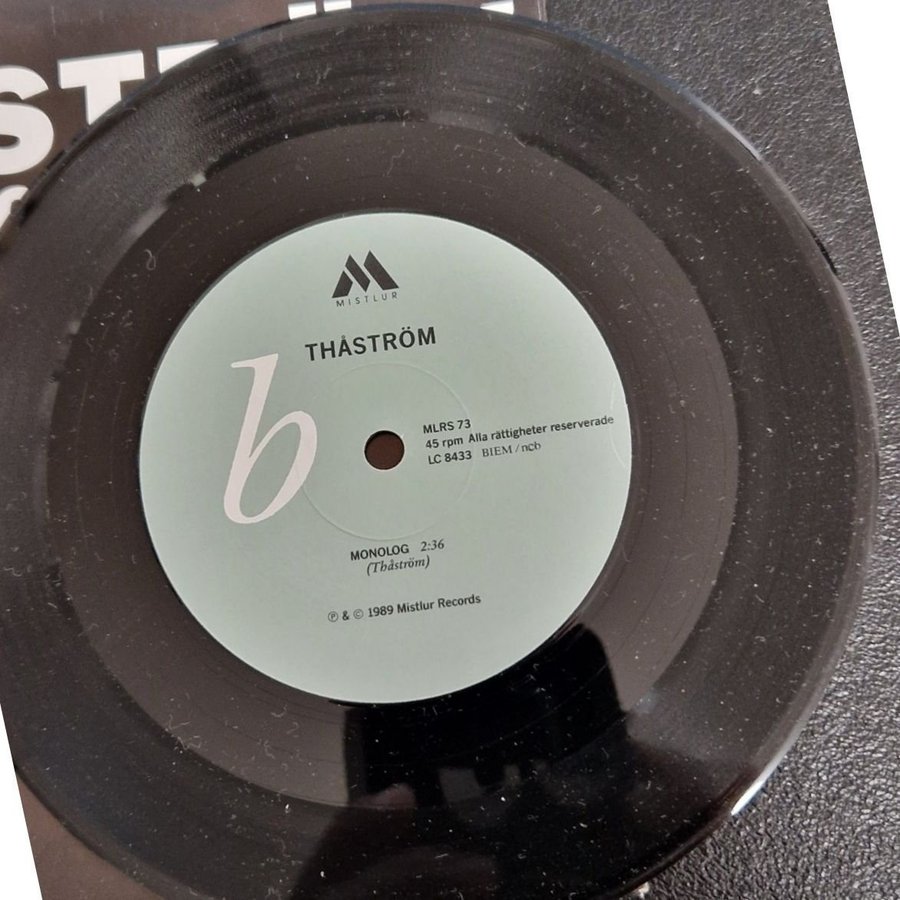 MISTLUR
THÅSTRÖM
b
MLRS 73
45 rpm Alla rättigheter reserverade
LC 8433 BIEM/ncb
MONOLOG 2:36
(Thåström)
℗ & © 1989 Mistlur Records